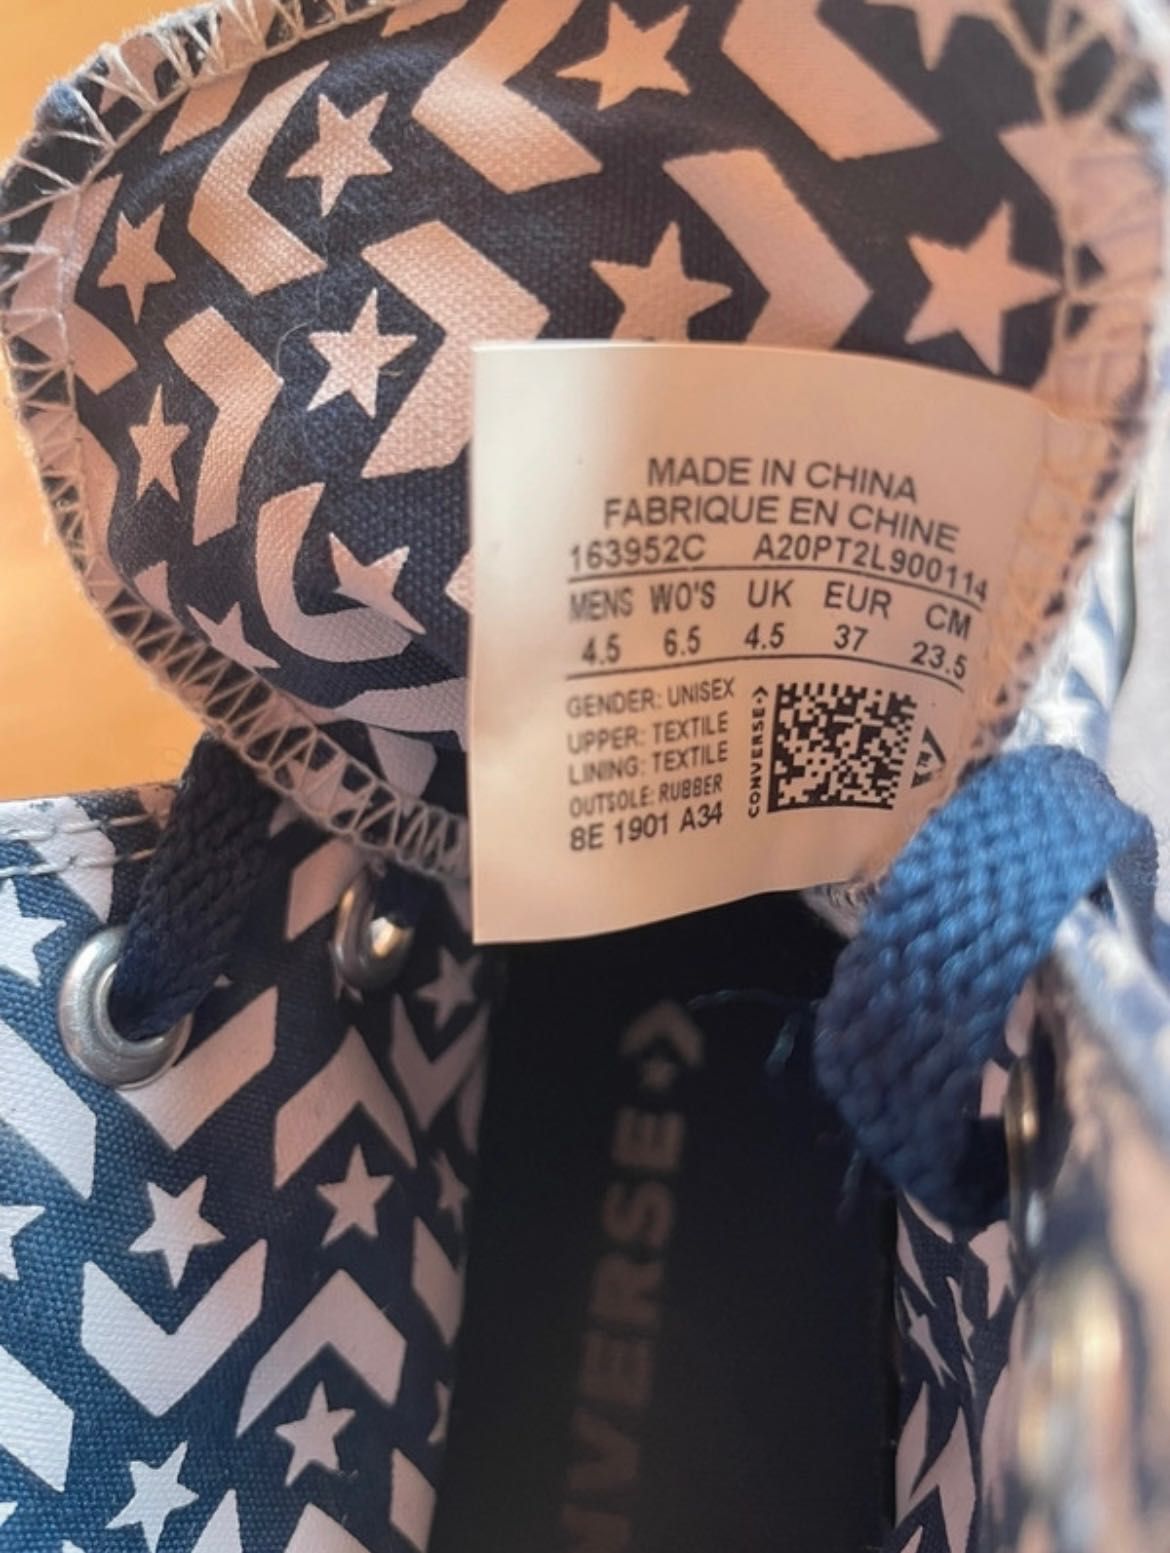 MADE IN CHINA
FABRIQUE EN CHINE
163952C A20PT2L900114
MENS WO'S UK EUR CM
4.5 6.5 4.5 37 23.5
GENDER: UNISEX
UPPER: TEXTILE
LINING: TEXTILE
OUTSOLE: RUBBER
8E 1901 A34
CONVERSE
NVERSE